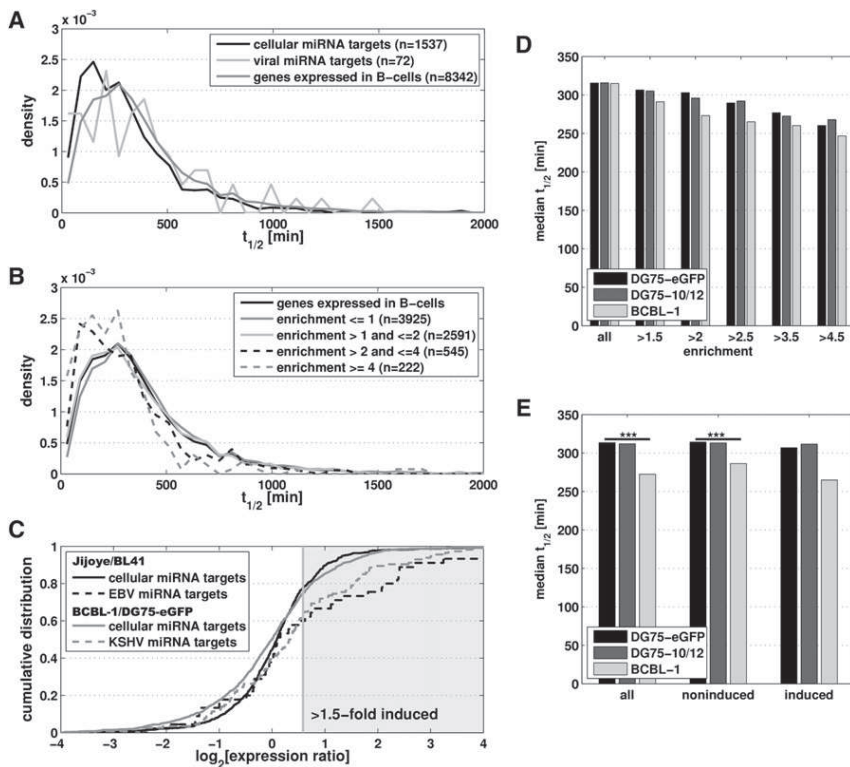 A
x 10⁻³
3
2.5
2
1.5
1
0.5
0
density
cellular miRNA targets (n=1537)
viral miRNA targets (n=72)
genes expressed in B-cells (n=8342)
0 500 1000 1500 2000
t1/2 [min]
B
x 10⁻³
3
2.5
2
1.5
1
0.5
0
density
genes expressed in B-cells
enrichment <= 1 (n=3925)
enrichment > 1 and <=2 (n=2591)
enrichment > 2 and <=4 (n=545)
enrichment >= 4 (n=222)
0 500 1000 1500 2000
t1/2 [min]
C
1
0.8
0.6
0.4
0.2
0
cumulative distribution
Jijoye/BL41
cellular miRNA targets
EBV miRNA targets
BCBL-1/DG75-eGFP
cellular miRNA targets
KSHV miRNA targets
>1.5-fold induced
-4 -3 -2 -1 0 1 2 3 4
log2[expression ratio]
D
350
300
250
200
150
100
50
0
median t1/2 [min]
DG75-eGFP
DG75-10/12
BCBL-1
all >1.5 >2 >2.5 >3.5 >4.5
enrichment
E
350
300
250
200
150
100
50
0
median t1/2 [min]
*** ***
DG75-eGFP
DG75-10/12
BCBL-1
all noninduced induced